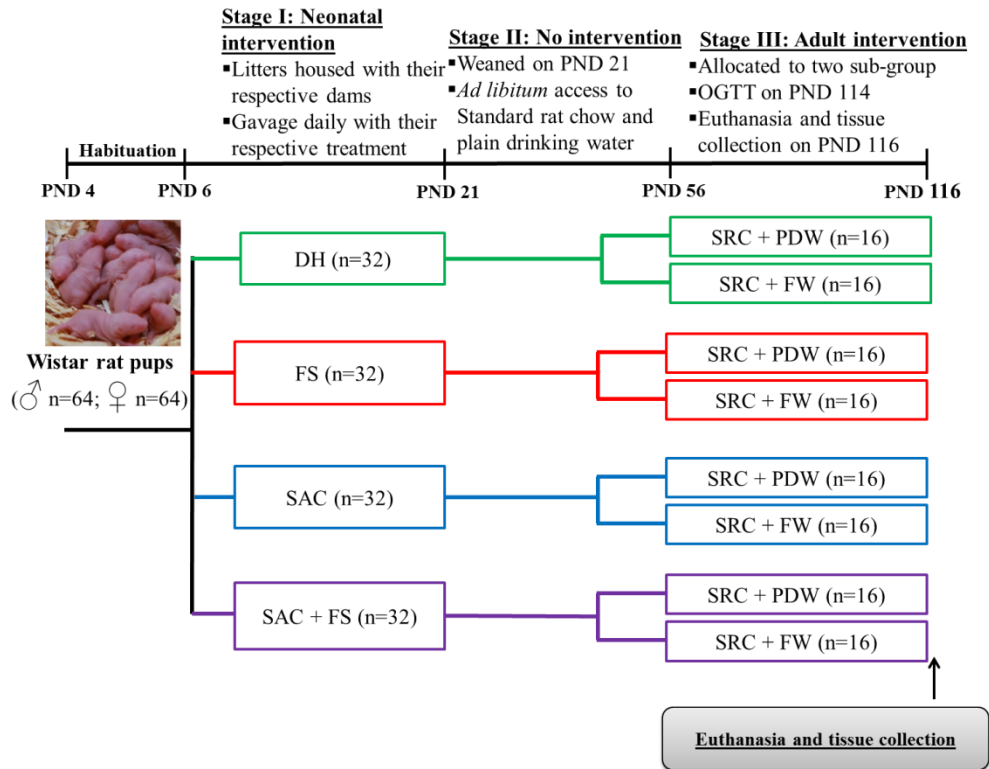 Stage I: Neonatal
intervention
▪Litters housed with their
respective dams
▪Gavage daily with their
respective treatment
Stage II: No intervention
▪Weaned on PND 21
▪Ad libitum access to
Standard rat chow and
plain drinking water
Stage III: Adult intervention
▪Allocated to two sub-group
▪OGTT on PND 114
▪Euthanasia and tissue
collection on PND 116
Habituation
PND 4
PND 6
PND 21
PND 56
PND 116
Wistar rat pups
(♂ n=64; ♀ n=64)
DH (n=32)
SRC + PDW (n=16)
SRC + FW (n=16)
FS (n=32)
SRC + PDW (n=16)
SRC + FW (n=16)
SAC (n=32)
SRC + PDW (n=16)
SRC + FW (n=16)
SAC + FS (n=32)
SRC + PDW (n=16)
SRC + FW (n=16)
Euthanasia and tissue collection